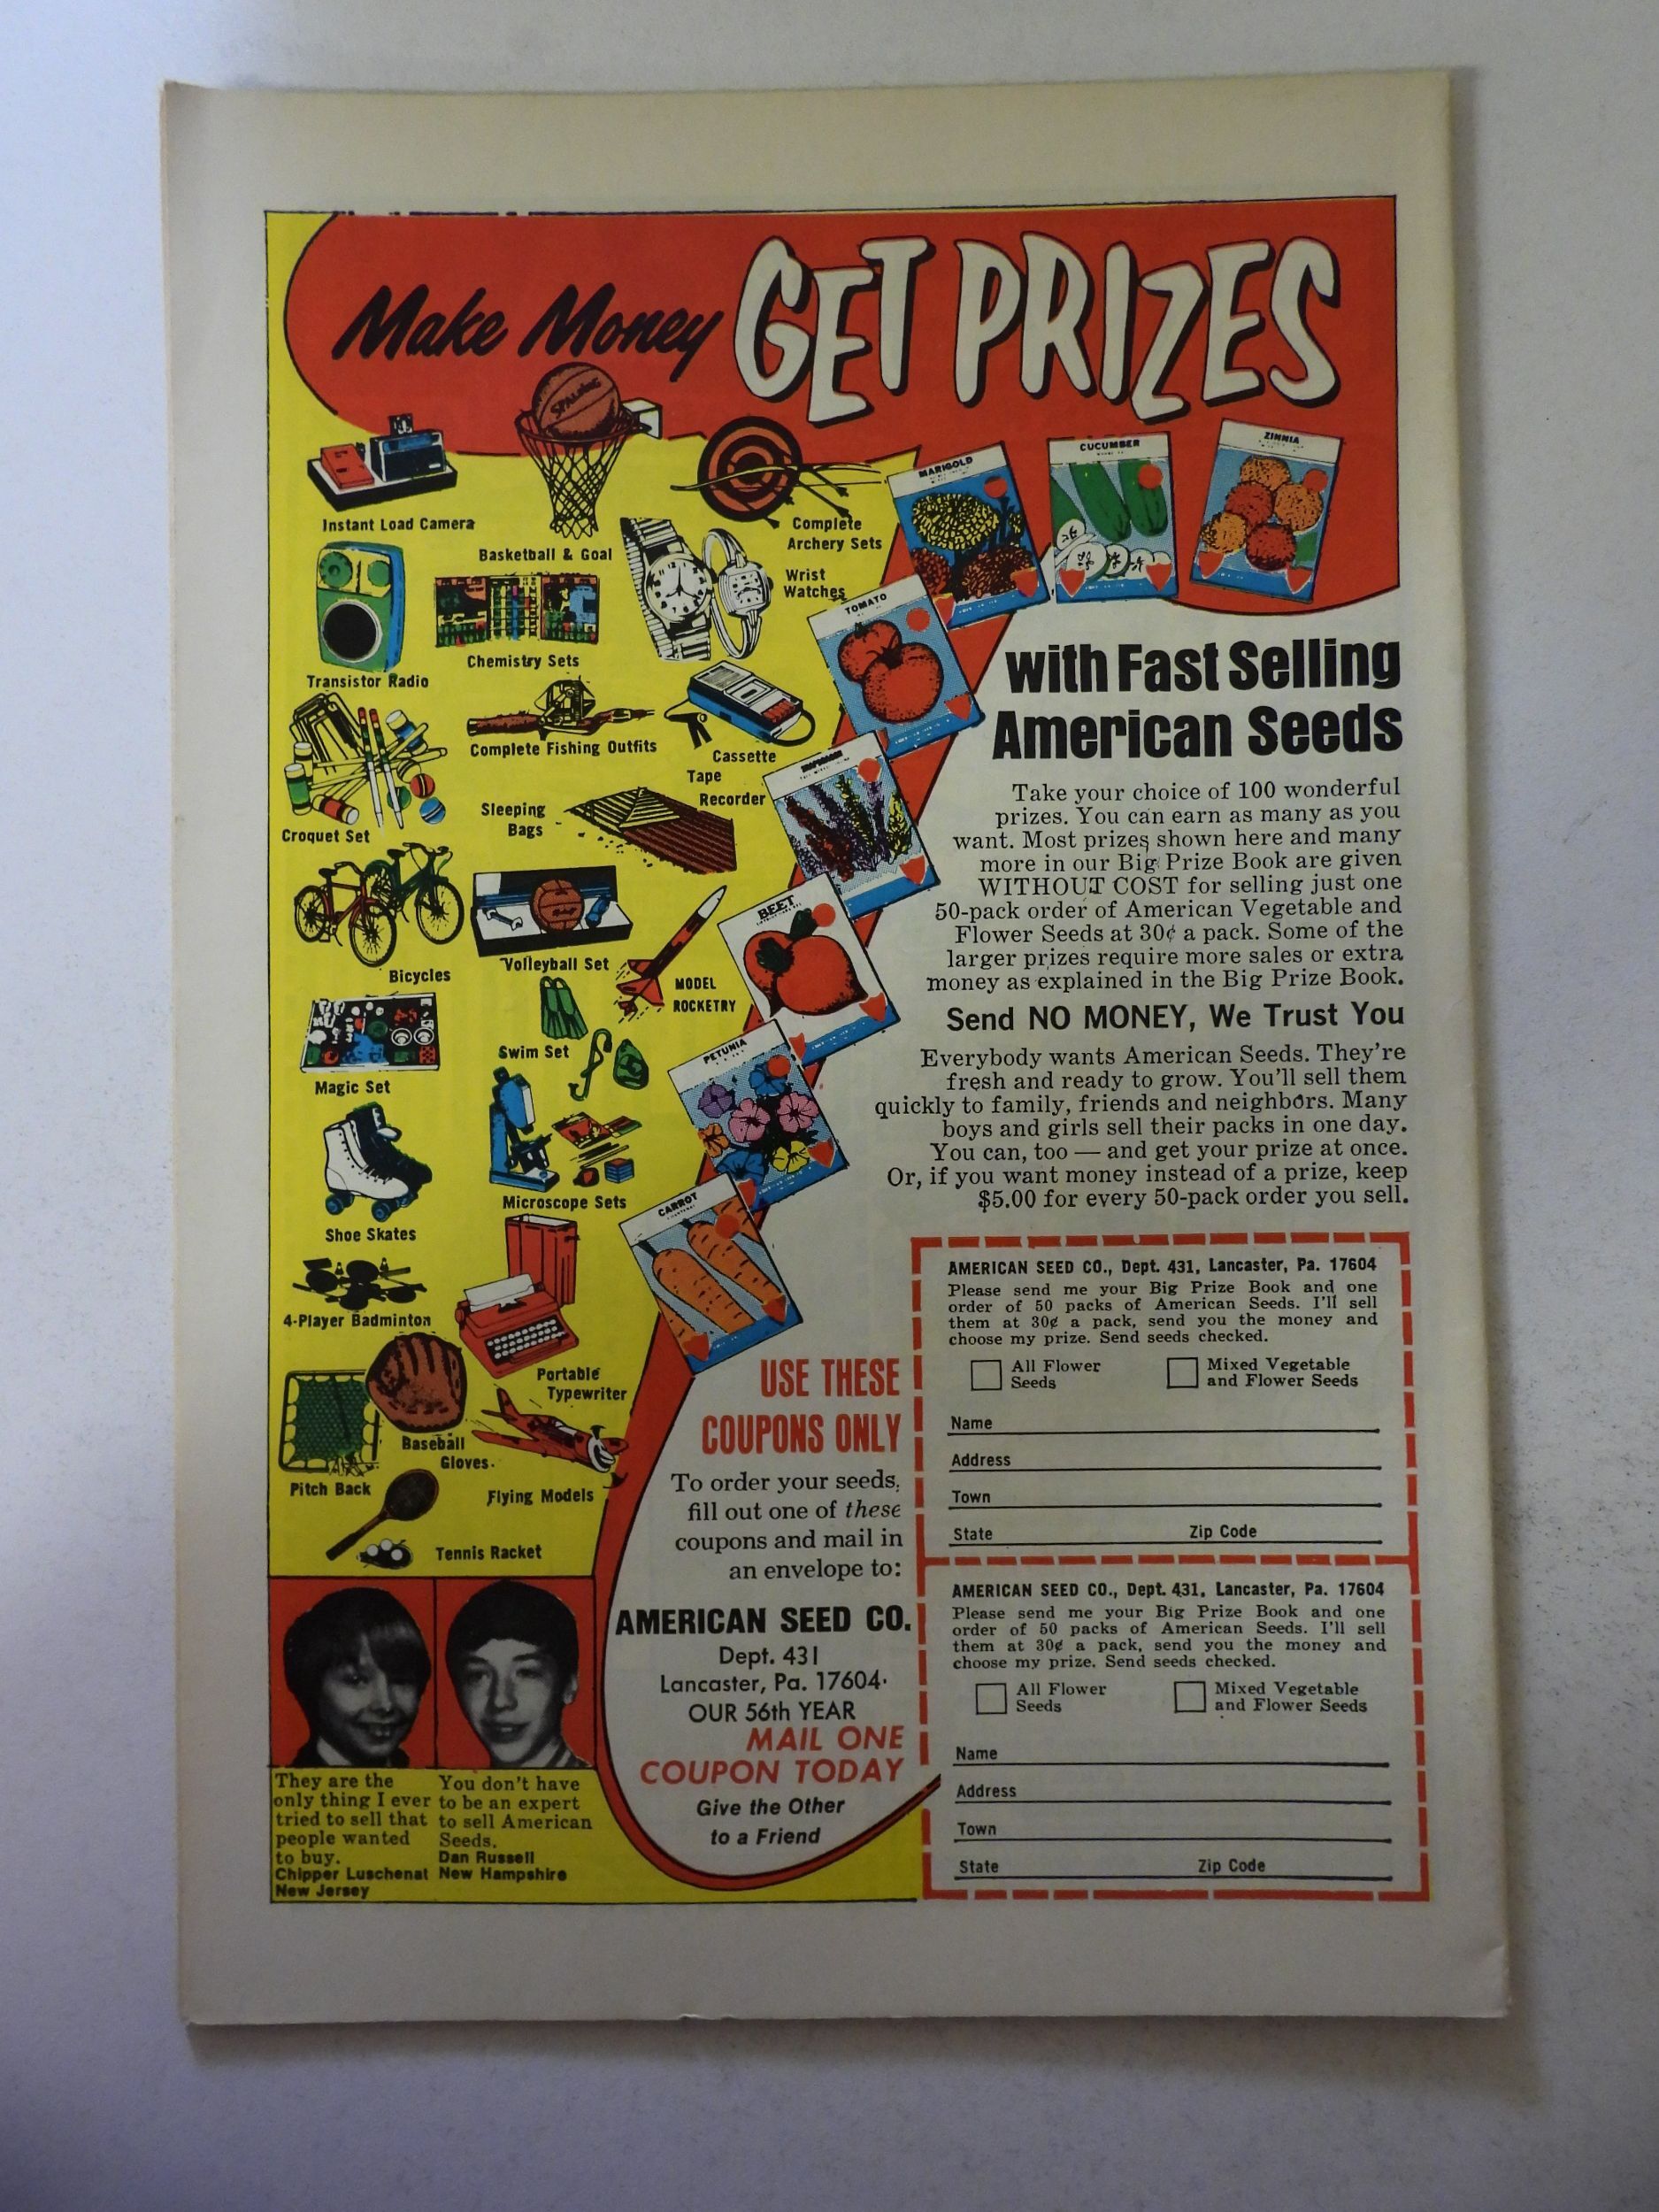 Make Money GET PRIZES
SPALDING
Instant Load Camera
Basketball & Goal
Complete
Archery Sets
Wrist
Watches
Transistor Radio
Chemistry Sets
Complete Fishing Outfits
Cassette
Tape
Recorder
Croquet Set
Sleeping
Bags
Bicycles
Volleyball Set
MODEL
ROCKETRY
Magic Set
Swim Set
Shoe Skates
Microscope Sets
4-Player Badminton
Portable
Typewriter
Baseball
Gloves
Pitch Back
Flying Models
Tennis Racket
MARIGOLD
CUCUMBER
ZINNIA
TOMATO
BEET
PETUNIA
CARROT
with Fast Selling
American Seeds
Take your choice of 100 wonderful
prizes. You can earn as many as you
want. Most prizes shown here and many
more in our Big Prize Book are given
WITHOUT COST for selling just one
50-pack order of American Vegetable and
Flower Seeds at 30¢ a pack. Some of the
larger prizes require more sales or extra
money as explained in the Big Prize Book.
Send NO MONEY, We Trust You
Everybody wants American Seeds. They're
fresh and ready to grow. You'll sell them
quickly to family, friends and neighbors. Many
boys and girls sell their packs in one day.
You can, too — and get your prize at once.
Or, if you want money instead of a prize, keep
$5.00 for every 50-pack order you sell.
USE THESE
COUPONS ONLY
To order your seeds,
fill out one of these
coupons and mail in
an envelope to:
AMERICAN SEED CO.
Dept. 431
Lancaster, Pa. 17604
OUR 56th YEAR
MAIL ONE
COUPON TODAY
Give the Other
to a Friend
AMERICAN SEED CO., Dept. 431, Lancaster, Pa. 17604
Please send me your Big Prize Book and one
order of 50 packs of American Seeds. I'll sell
them at 30¢ a pack, send you the money and
choose my prize. Send seeds checked.
All Flower
Seeds
Mixed Vegetable
and Flower Seeds
Name
Address
Town
State Zip Code
AMERICAN SEED CO., Dept. 431, Lancaster, Pa. 17604
Please send me your Big Prize Book and one
order of 50 packs of American Seeds. I'll sell
them at 30¢ a pack, send you the money and
choose my prize. Send seeds checked.
All Flower
Seeds
Mixed Vegetable
and Flower Seeds
Name
Address
Town
State Zip Code
They are the
only thing I ever
tried to sell that
people wanted
to buy.
Chipper Luschenat
New Jersey
You don't have
to be an expert
to sell American
Seeds.
Dan Russell
New Hampshire